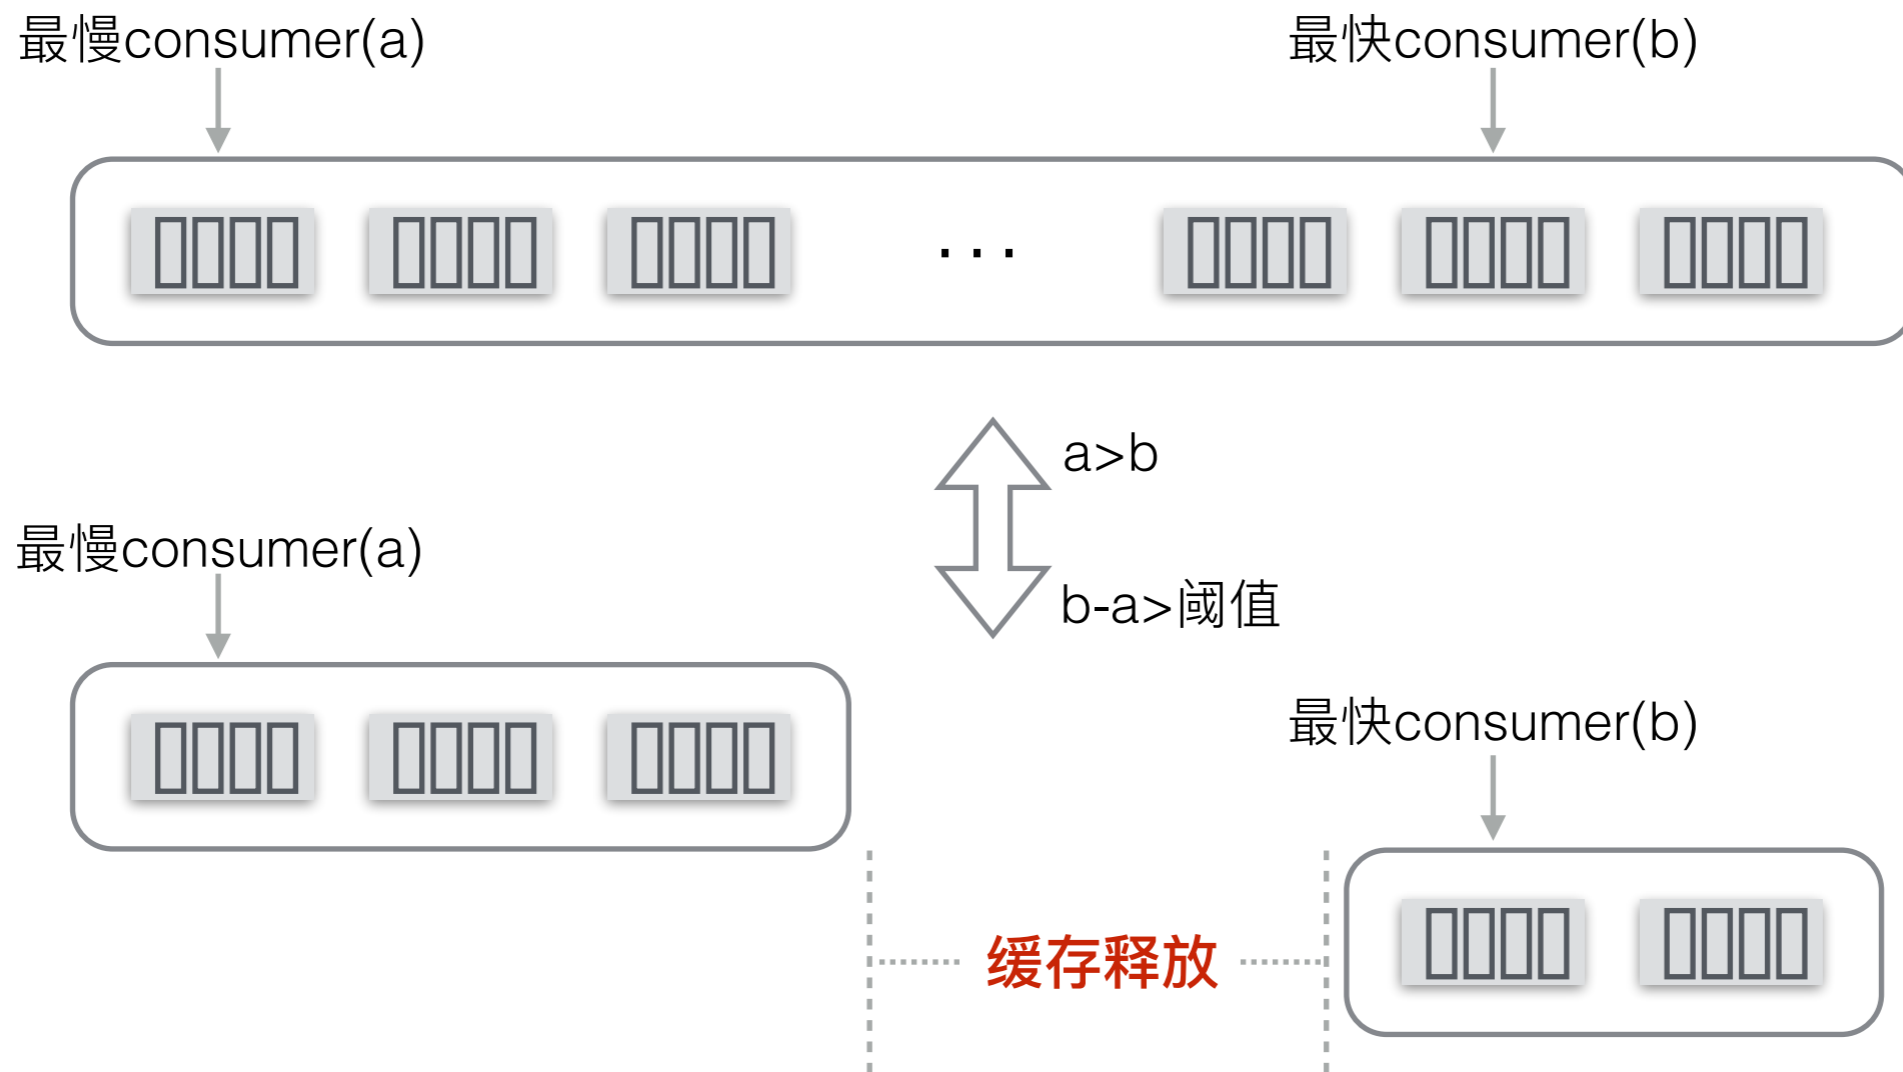 最慢consumer(a)
最快consumer(b)
...
a>b
最慢consumer(a)
b-a>阈值
最快consumer(b)
缓存释放